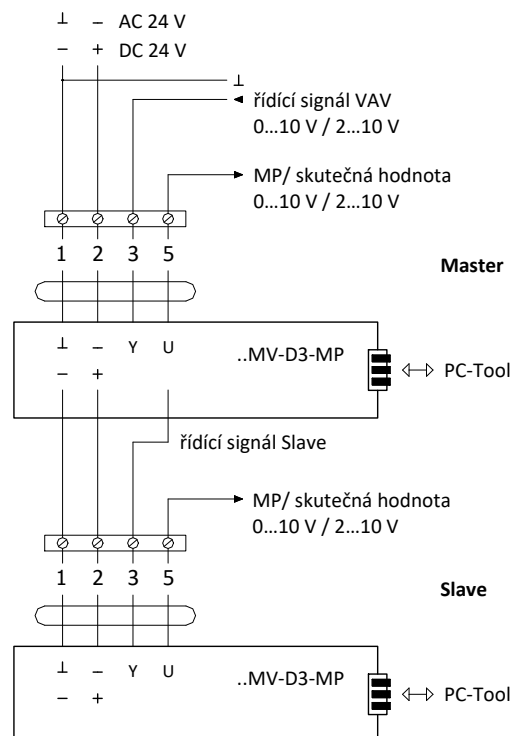 ⊥ – AC 24 V
– + DC 24 V
⊥
řídící signál VAV
0...10 V / 2...10 V
MP/ skutečná hodnota
0...10 V / 2...10 V
1 2 3 5
Master
⊥ – Y U
– +
..MV-D3-MP
PC-Tool
řídící signál Slave
MP/ skutečná hodnota
0...10 V / 2...10 V
1 2 3 5
Slave
⊥ – Y U
– +
..MV-D3-MP
PC-Tool